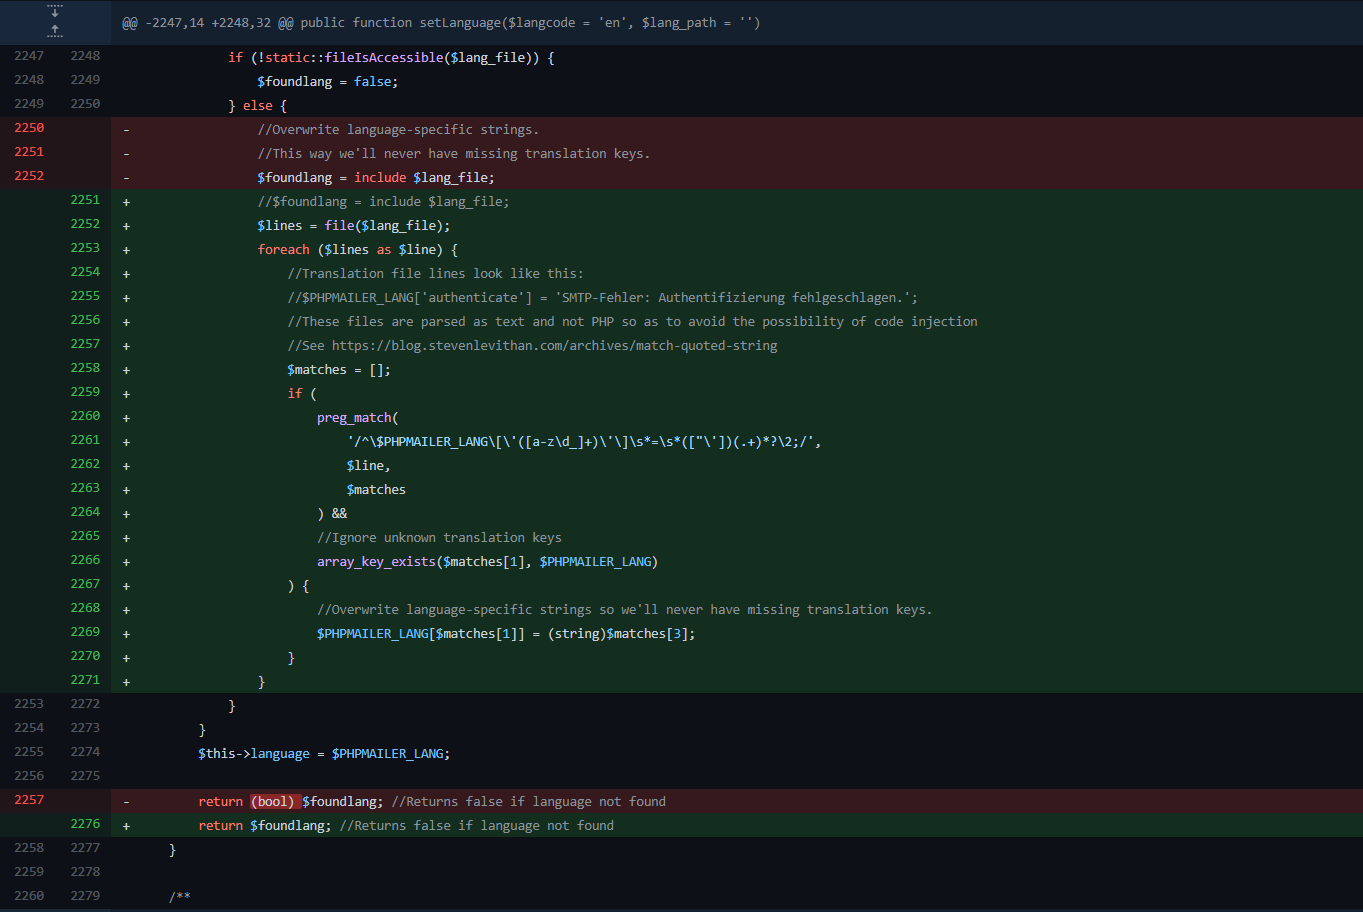 @@ -2247,14 +2248,32 @@ public function setLanguage($langcode = 'en', $lang_path = '')
2247 2248 if (!static::fileIsAccessible($lang_file)) {
2248 2249 $foundlang = false;
2249 2250 } else {
2250 - //Overwrite language-specific strings.
2251 - //This way we'll never have missing translation keys.
2252 - $foundlang = include $lang_file;
2251 + //$foundlang = include $lang_file;
2252 + $lines = file($lang_file);
2253 + foreach ($lines as $line) {
2254 + //Translation file lines look like this:
2255 + //$PHPMAILER_LANG['authenticate'] = 'SMTP-Fehler: Authentifizierung fehlgeschlagen.';
2256 + //These files are parsed as text and not PHP so as to avoid the possibility of code injection
2257 + //See https://blog.stevenlevithan.com/archives/match-quoted-string
2258 + $matches = [];
2259 + if (
2260 + preg_match(
2261 + '/^\$PHPMAILER_LANG\[\'([a-z\d_]+)\'\]\s*=\s*(["\'])(.+)*?\2;/',
2262 + $line,
2263 + $matches
2264 + ) &&
2265 + //Ignore unknown translation keys
2266 + array_key_exists($matches[1], $PHPMAILER_LANG)
2267 + ) {
2268 + //Overwrite language-specific strings so we'll never have missing translation keys.
2269 + $PHPMAILER_LANG[$matches[1]] = (string)$matches[3];
2270 + }
2271 + }
2253 2272 }
2254 2273 }
2255 2274 $this->language = $PHPMAILER_LANG;
2256 2275
2257 - return (bool) $foundlang; //Returns false if language not found
2276 + return $foundlang; //Returns false if language not found
2258 2277 }
2259 2278
2260 2279 /**